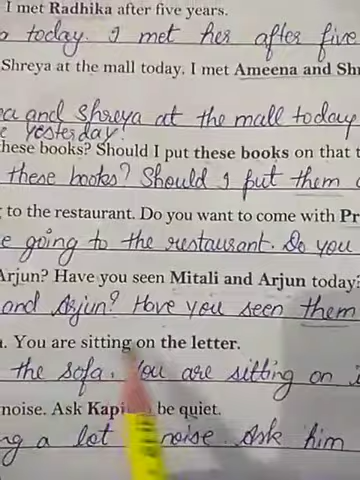 I met Radhika after five years.
today. I met her after five
Shreya at the mall today. I met Ameena and Shr
and Shreya at the mall today
yesterday!
these books? Should I put these books on that t
these books? Should I put them
to the restaurant. Do you want to come with Pr
going to the restaurant. Do you
Arjun? Have you seen Mitali and Arjun today?
and Arjun? Have you seen them
You are sitting on the letter.
the sofa. You are sitting on
noise. Ask Kapi be quiet.
a lot noise. Ask him